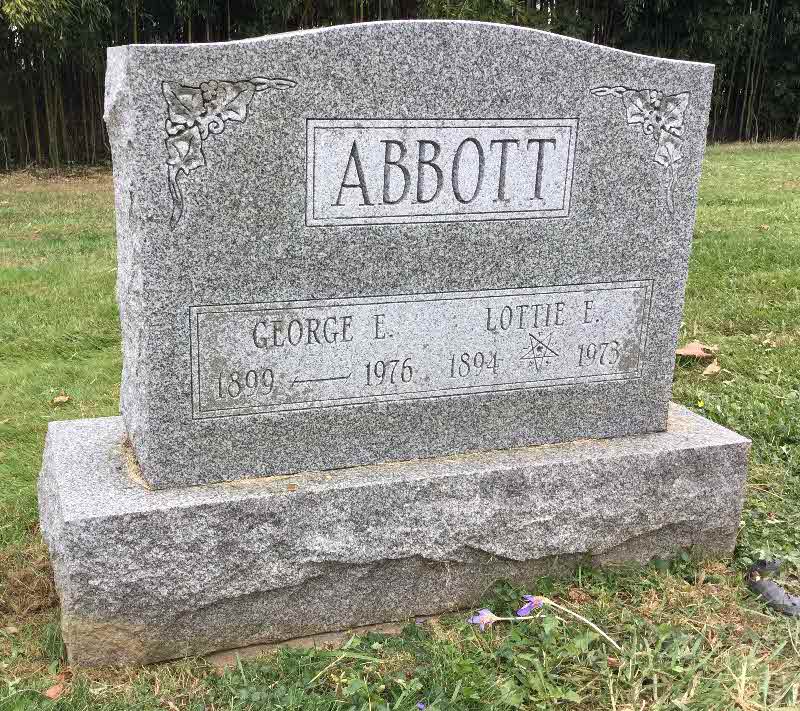 ABBOTT
GEORGE E. LOTTIE E.
1899 — 1976 1894 1973